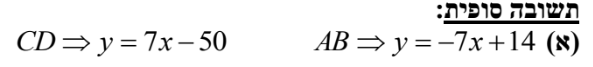 תשובה סופית:
(א) AB ⇒ y = −7x + 14 CD ⇒ y = 7x − 50